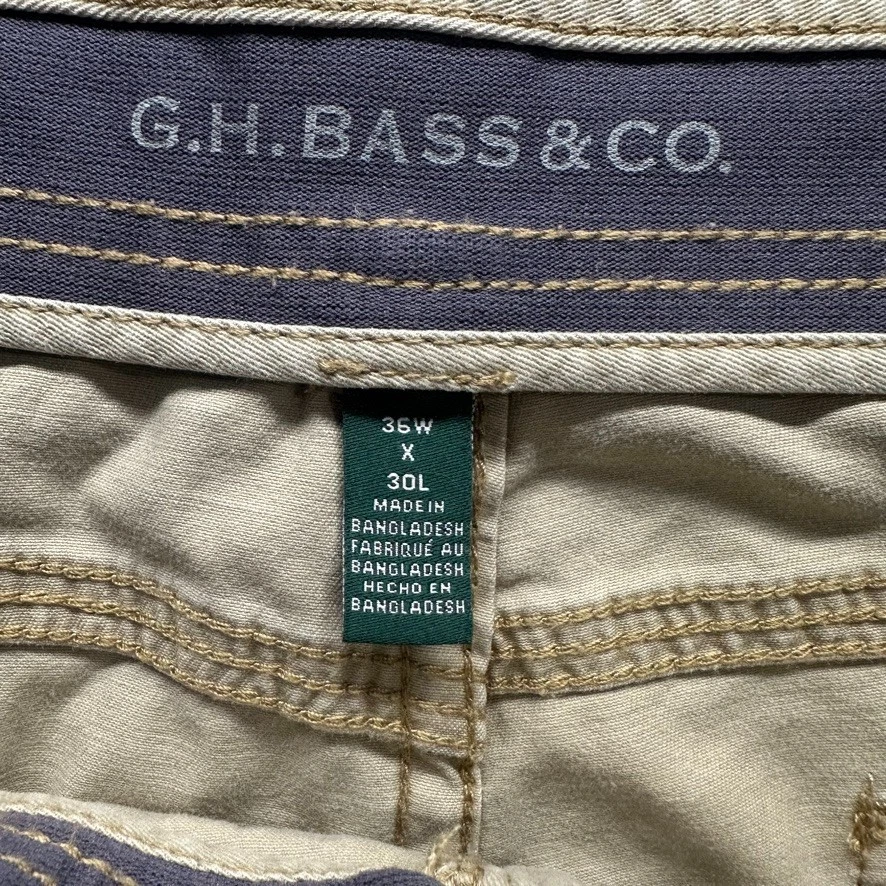 G.H. BASS & CO.
36W
X
30L
MADE IN
BANGLADESH
FABRIQUÉ AU
BANGLADESH
HECHO EN
BANGLADESH